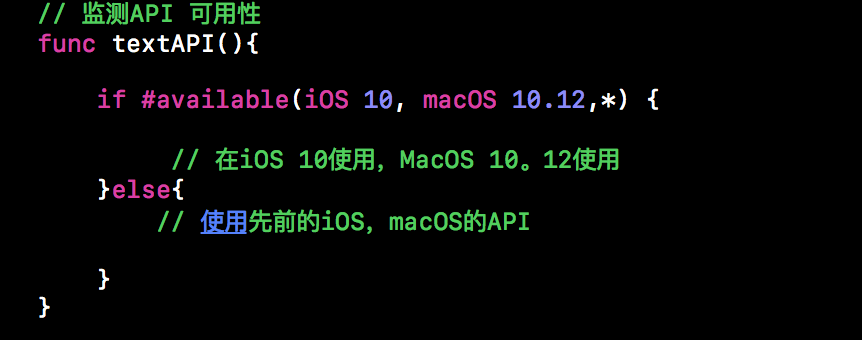 // 监测API 可用性
func textAPI(){
if #available(iOS 10, macOS 10.12,*) {
// 在iOS 10使用，MacOS 10。12使用
}else{
// 使用先前的iOS，macOS的API
}
}